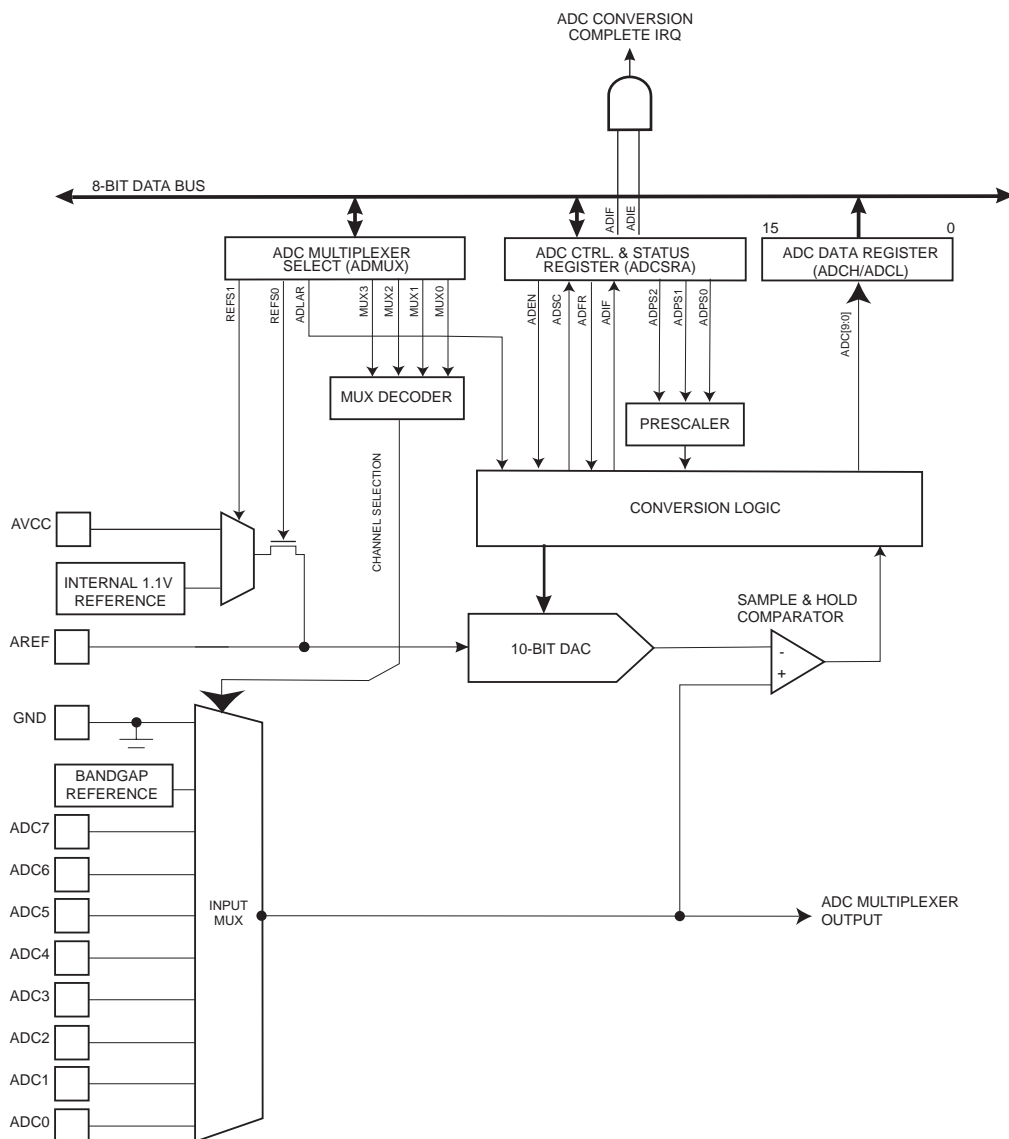 ADC CONVERSION
COMPLETE IRQ
8-BIT DATA BUS
ADIF
ADIE
15
0
ADC MULTIPLEXER
SELECT (ADMUX)
ADC CTRL. & STATUS
REGISTER (ADCSRA)
ADC DATA REGISTER
(ADCH/ADCL)
REFS1
REFS0
ADLAR
MUX3
MUX2
MUX1
MUX0
ADEN
ADSC
ADFR
ADIF
ADPS2
ADPS1
ADPS0
ADC[9:0]
MUX DECODER
PRESCALER
CHANNEL SELECTION
CONVERSION LOGIC
AVCC
INTERNAL 1.1V
REFERENCE
SAMPLE & HOLD
COMPARATOR
AREF
10-BIT DAC
-
+
GND
BANDGAP
REFERENCE
ADC7
ADC6
ADC5
INPUT
MUX
ADC MULTIPLEXER
OUTPUT
ADC4
ADC3
ADC2
ADC1
ADC0